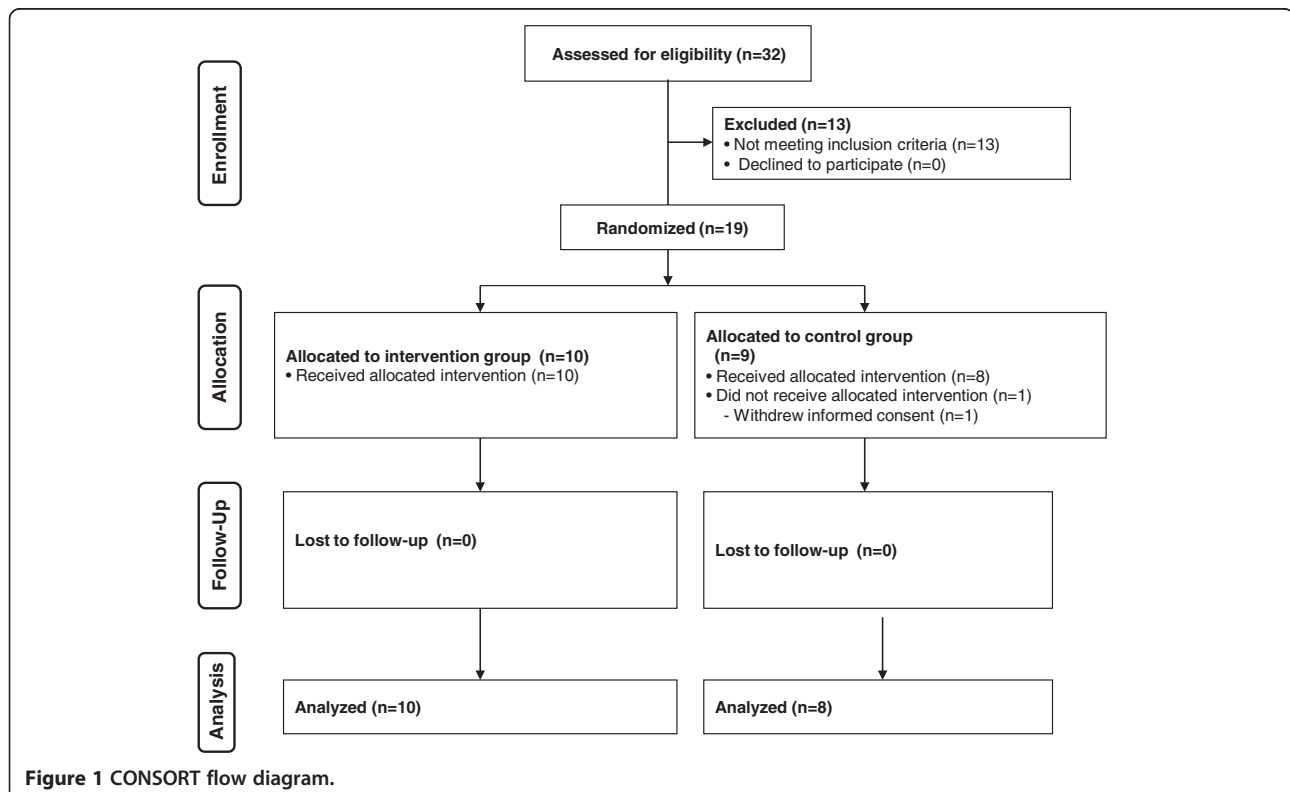 Enrollment
Assessed for eligibility (n=32)
Excluded (n=13)
• Not meeting inclusion criteria (n=13)
• Declined to participate (n=0)
Randomized (n=19)
Allocation
Allocated to intervention group (n=10)
• Received allocated intervention (n=10)
Allocated to control group
(n=9)
• Received allocated intervention (n=8)
• Did not receive allocated intervention (n=1)
- Withdrew informed consent (n=1)
Follow-Up
Lost to follow-up (n=0)
Lost to follow-up (n=0)
Analysis
Analyzed (n=10)
Analyzed (n=8)
Figure 1 CONSORT flow diagram.